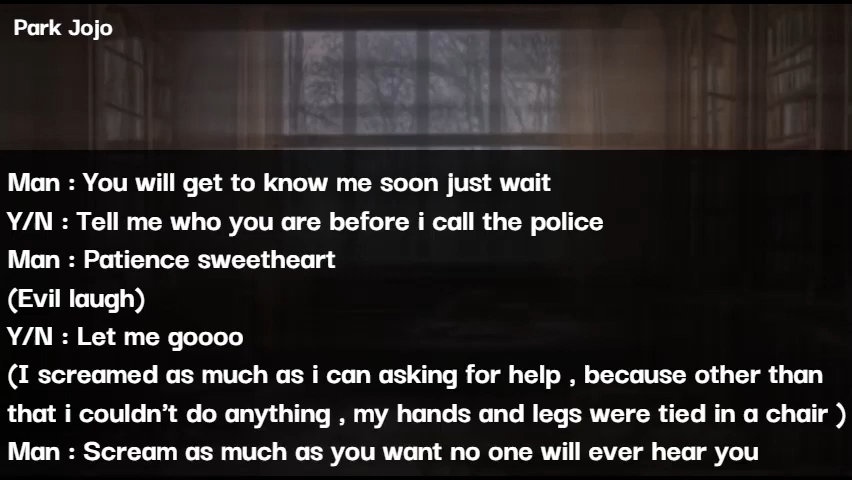 Park Jojo
Man : You will get to know me soon just wait
Y/N : Tell me who you are before i call the police
Man : Patience sweetheart
(Evil laugh)
Y/N : Let me goooo
(I screamed as much as i can asking for help , because other than
that i couldn't do anything , my hands and legs were tied in a chair )
Man : Scream as much as you want no one will ever hear you